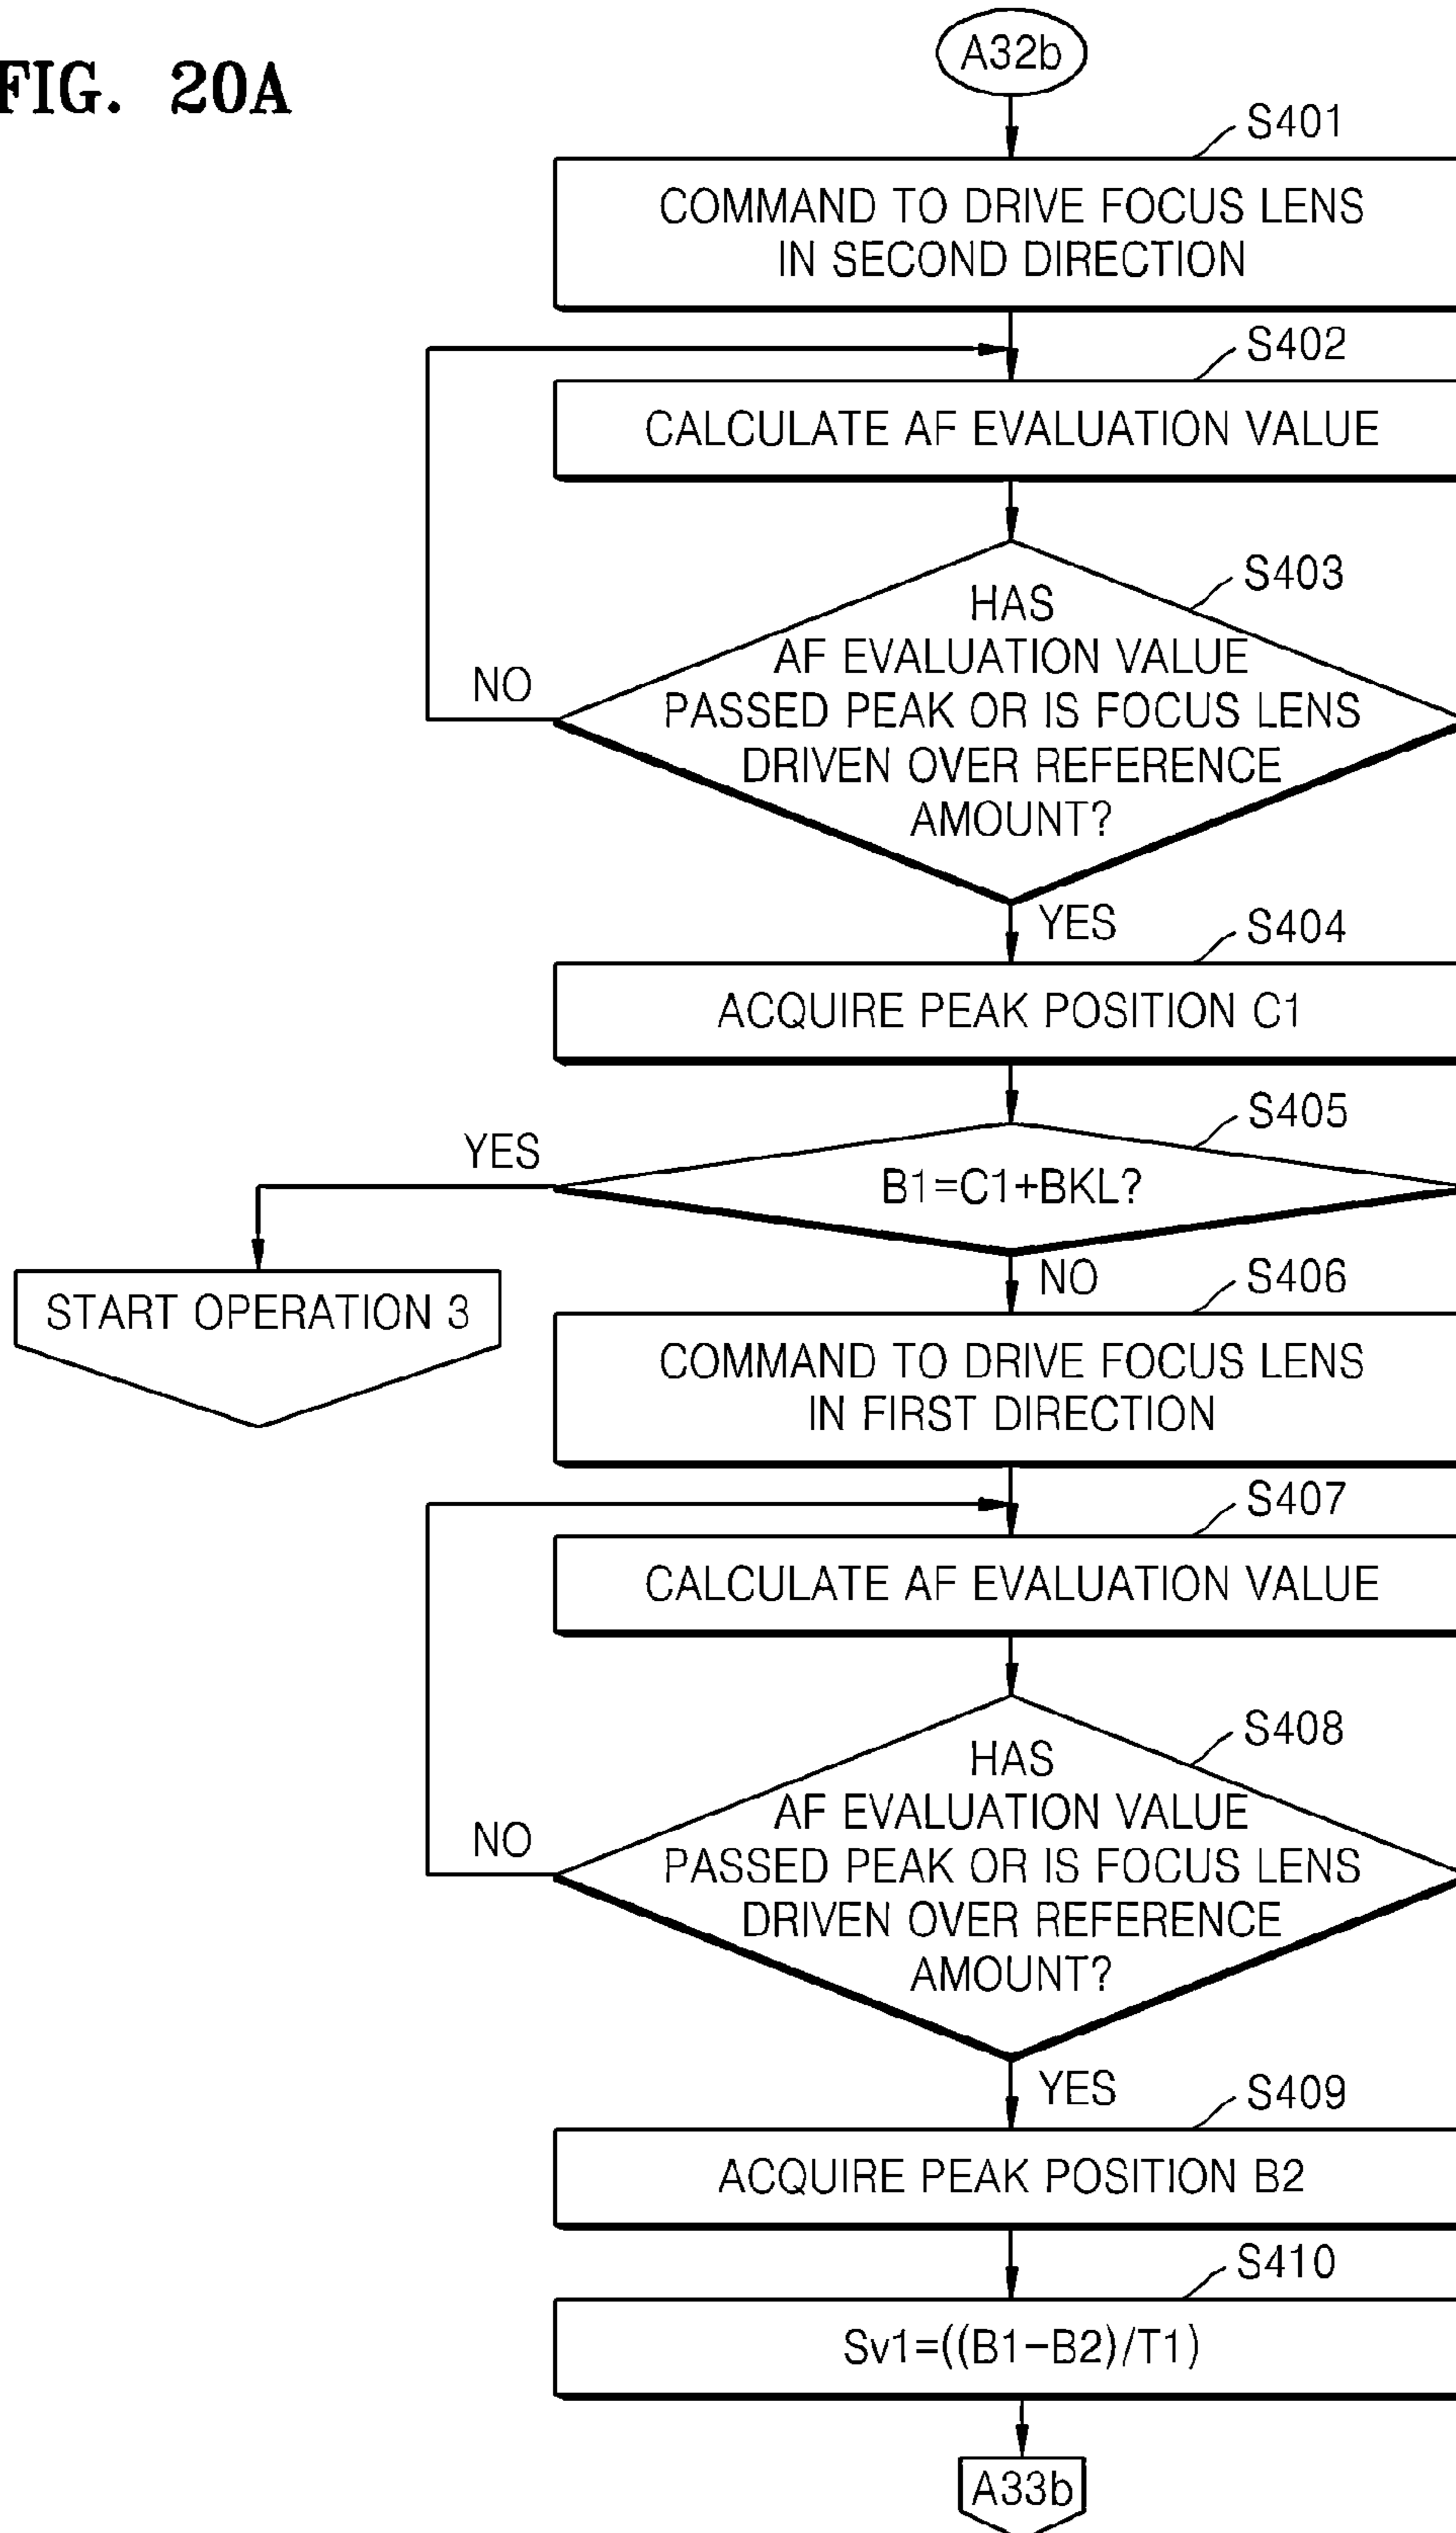 FIG. 20A
A32b
S401
COMMAND TO DRIVE FOCUS LENS
IN SECOND DIRECTION
S402
CALCULATE AF EVALUATION VALUE
S403
HAS
AF EVALUATION VALUE
PASSED PEAK OR IS FOCUS LENS
DRIVEN OVER REFERENCE
AMOUNT?
NO
YES
S404
ACQUIRE PEAK POSITION C1
S405
YES
B1=C1+BKL?
START OPERATION 3
NO
S406
COMMAND TO DRIVE FOCUS LENS
IN FIRST DIRECTION
S407
CALCULATE AF EVALUATION VALUE
S408
HAS
AF EVALUATION VALUE
PASSED PEAK OR IS FOCUS LENS
DRIVEN OVER REFERENCE
AMOUNT?
NO
YES
S409
ACQUIRE PEAK POSITION B2
S410
Sv1=((B1−B2)/T1)
A33b